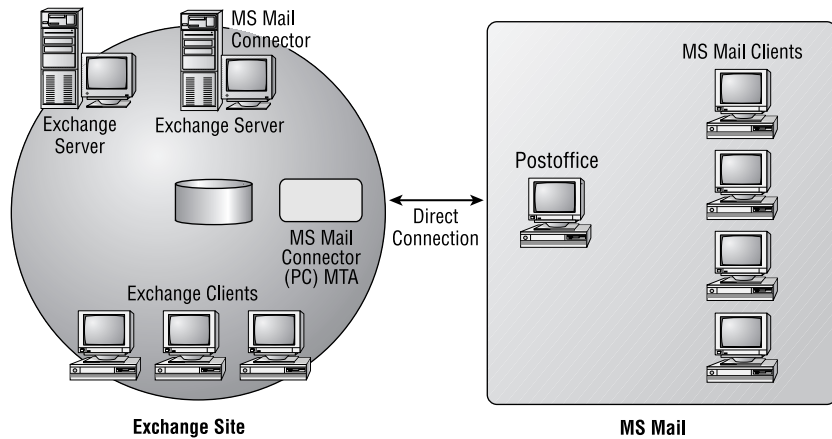 MS Mail
Connector
Exchange
Server
Exchange Server
MS Mail
Connector
(PC) MTA
Exchange Clients
Exchange Site
Direct
Connection
MS Mail Clients
Postoffice
MS Mail